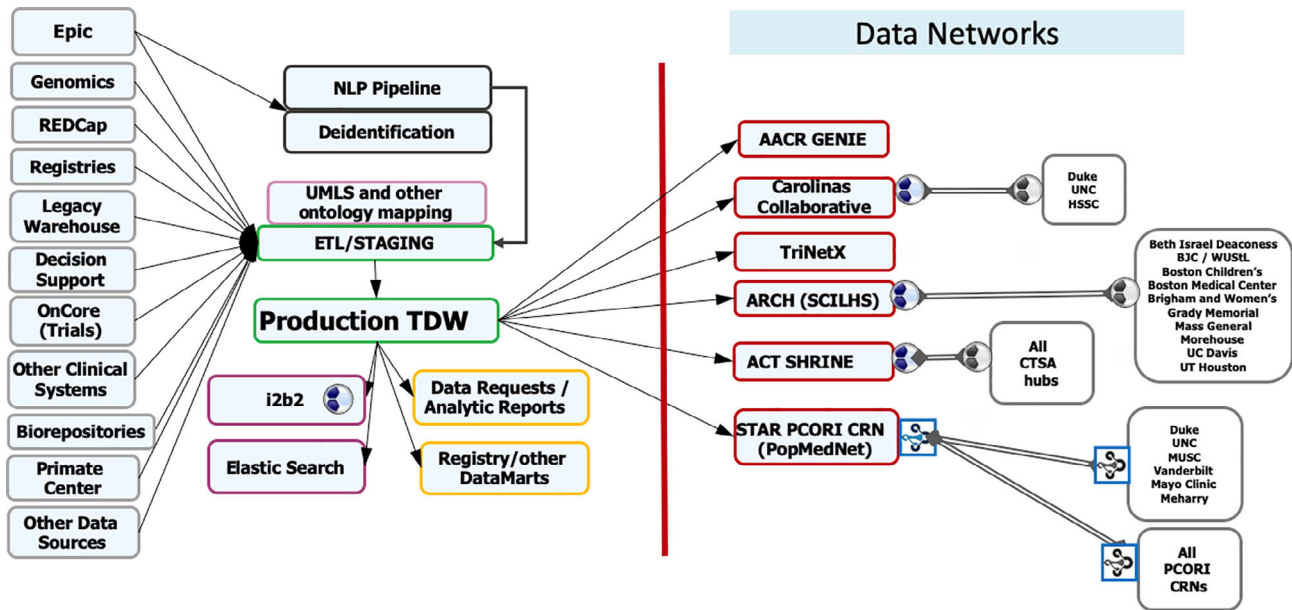 Data Networks
Epic
Genomics
REDCap
Registries
Legacy
Warehouse
Decision
Support
OnCore
(Trials)
Other Clinical
Systems
Biorepositories
Primate
Center
Other Data
Sources
NLP Pipeline
Deidentification
UMLS and other
ontology mapping
ETL/STAGING
Production TDW
i2b2
Elastic Search
Data Requests /
Analytic Reports
Registry/other
DataMarts
AACR GENIE
Carolinas
Collaborative
TriNetX
ARCH (SCILHS)
ACT SHRINE
STAR PCORI CRN
(PopMedNet)
Duke
UNC
HSSC
Beth Israel Deaconess
BJC / WUStL
Boston Children's
Boston Medical Center
Brigham and Women's
Grady Memorial
Mass General
Morehouse
UC Davis
UT Houston
All
CTSA
hubs
Duke
UNC
MUSC
Vanderbilt
Mayo Clinic
Meharry
All
PCORI
CRNs